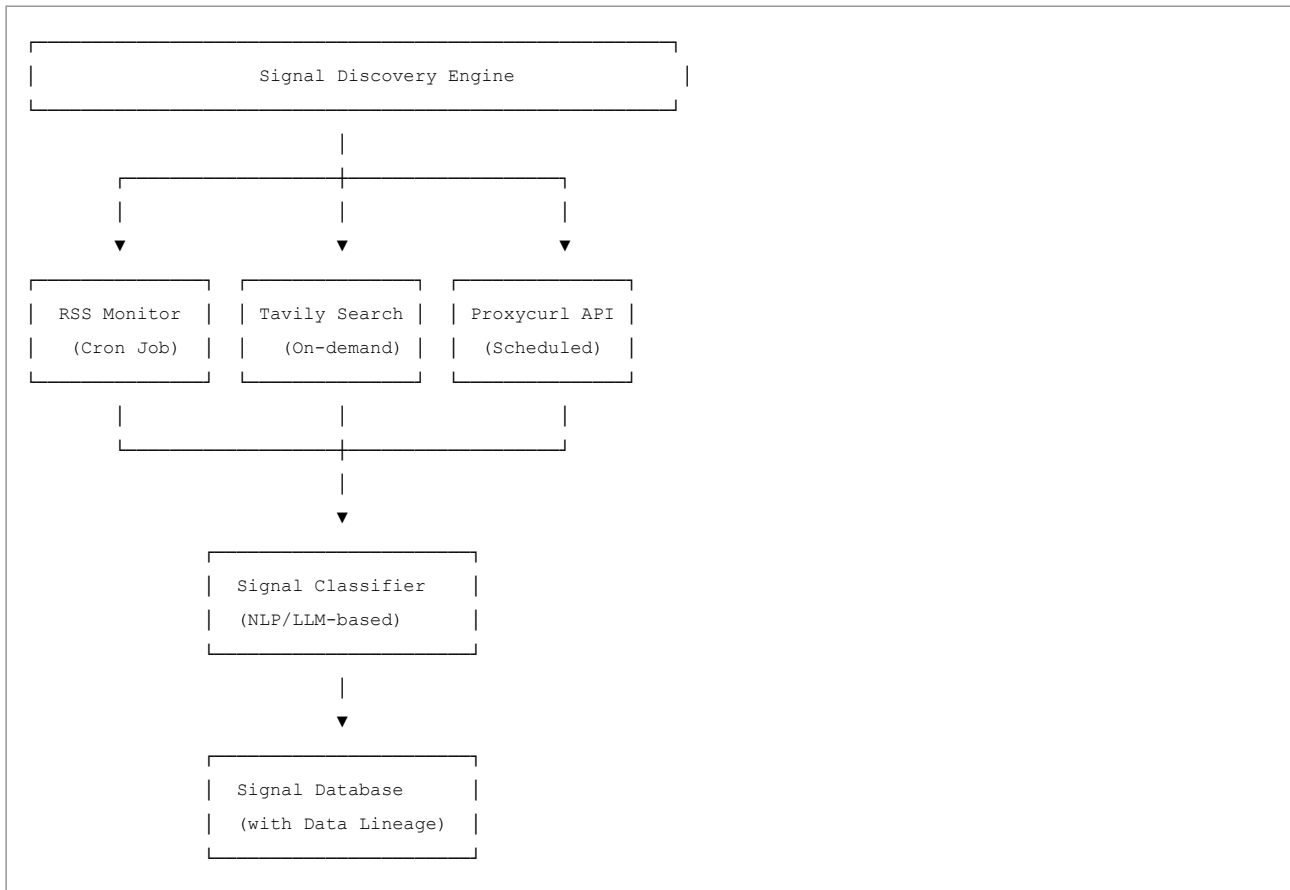 Signal Discovery Engine
RSS Monitor Tavily Search Proxycurl API
(Cron Job) (On-demand) (Scheduled)
Signal Classifier
(NLP/LLM-based)
Signal Database
(with Data Lineage)